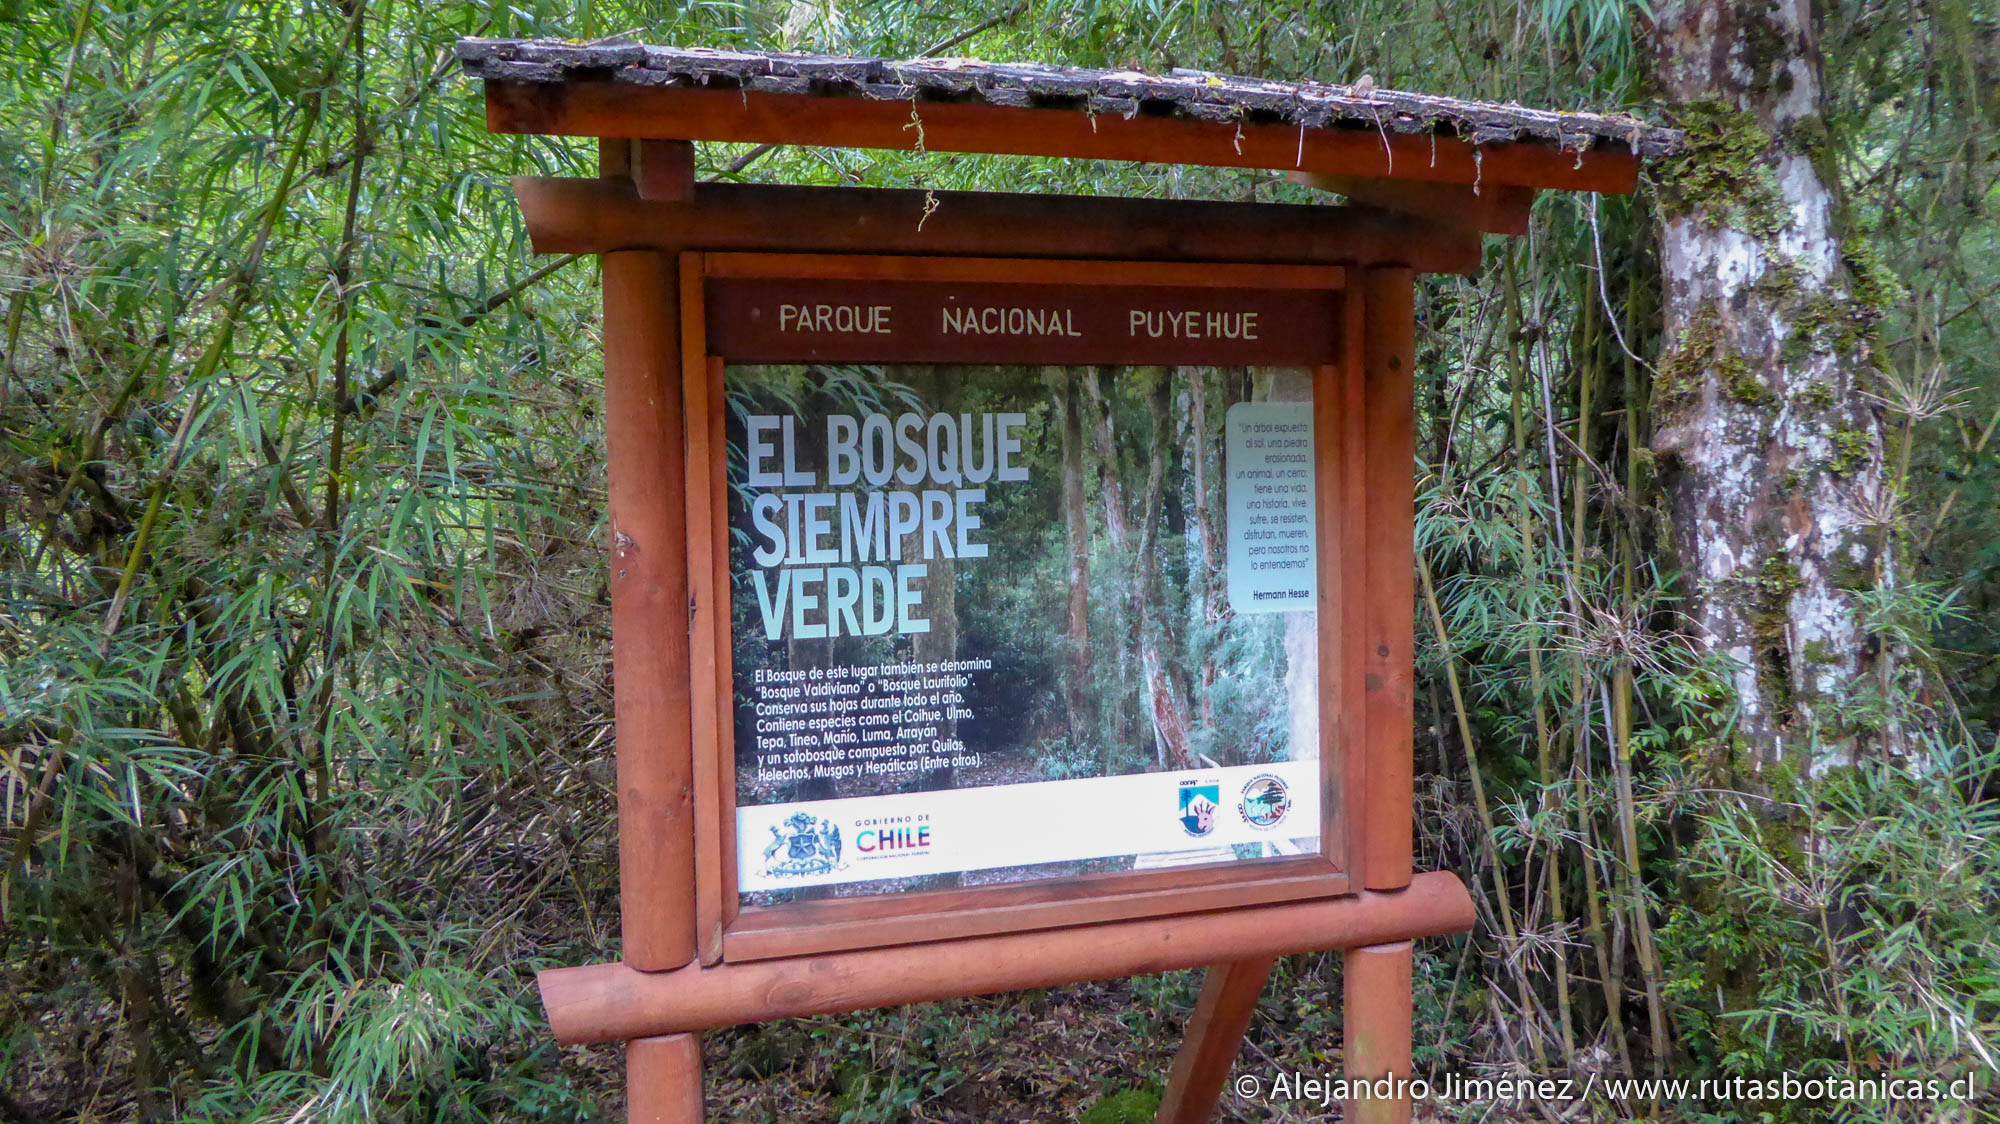 PARQUE NACIONAL PUYEHUE
EL BOSQUE
SIEMPRE
VERDE
El Bosque de este lugar también se denomina
"Bosque Valdiviano" o "Bosque Laurifolio".
Conserva sus hojas durante todo el año.
Contiene especies como el Coihue, Ulmo,
Tepa, Tineo, Mañío, Luma, Arrayán
y un sotobosque compuesto por: Quilas,
Helechos, Musgos y Hepáticas (Entre otros).
"Un árbol expuesto
al sol, una piedra
erosionada,
un animal, un cerro;
tiene una vida,
una historia, vive,
sufre, se resisten,
disfrutan, mueren,
pero nosotros no
lo entendemos"
Hermann Hesse
GOBIERNO DE
CHILE
CORPORACIÓN NACIONAL FORESTAL
© Alejandro Jiménez / www.rutasbotanicas.cl